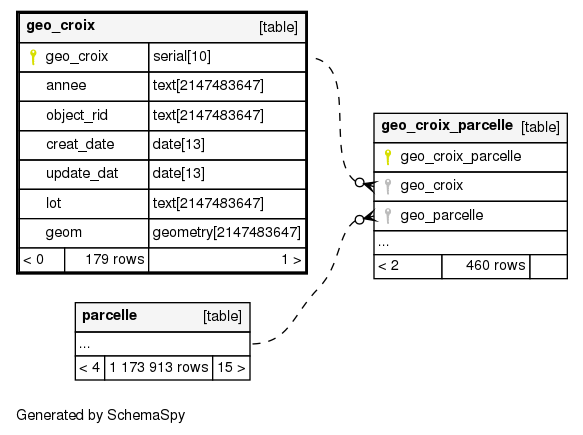 geo_croix [table]
geo_croix serial[10]
annee text[2147483647]
object_rid text[2147483647]
creat_date date[13]
update_dat date[13]
lot text[2147483647]
geom geometry[2147483647]
< 0 179 rows 1 >
geo_croix_parcelle [table]
geo_croix_parcelle
geo_croix
geo_parcelle
...
< 2 460 rows
parcelle [table]
...
< 4 1 173 913 rows 15 >
Generated by SchemaSpy